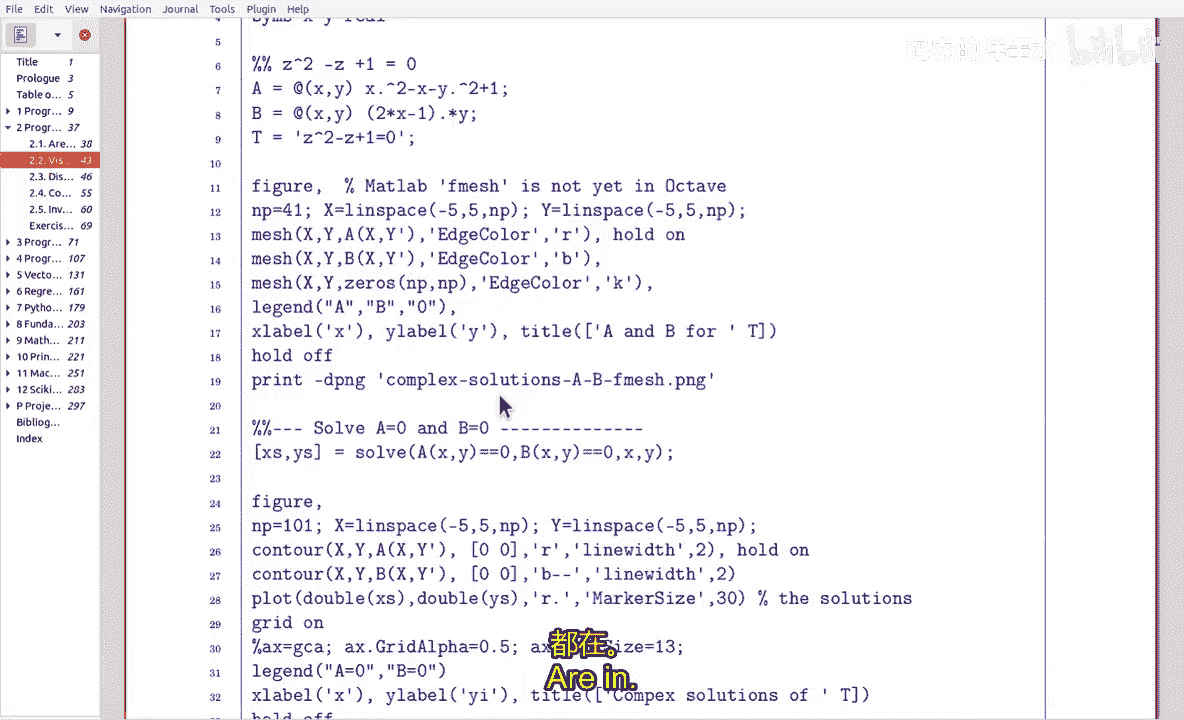 File Edit View Navigation Journal Tools Plugin Help
Title 1
Prologue 3
Table o... 5
1 Progr... 9
2 Progr... 37
2.1. Are... 38
2.2. Vis... 43
2.3. Dis... 46
2.4. Co... 55
2.5. Inv... 60
Exercis... 69
3 Progr... 71
4 Progr... 107
5 Vecto... 131
6 Regre... 161
7 Pytho... 179
8 Funda... 203
9 Math... 211
10 Prin... 221
11 Mac... 251
12 Sciki... 283
P Proje... 297
Bibliog...
Index
4 syms x y real
5
6 %% z^2 -z +1 = 0
7 A = @(x,y) x.^2-x-y.^2+1;
8 B = @(x,y) (2*x-1).*y;
9 T = 'z^2-z+1=0';
10
11 figure, % Matlab 'fmesh' is not yet in Octave
12 np=41; X=linspace(-5,5,np); Y=linspace(-5,5,np);
13 mesh(X,Y,A(X,Y'),'EdgeColor','r'), hold on
14 mesh(X,Y,B(X,Y'),'EdgeColor','b'),
15 mesh(X,Y,zeros(np,np),'EdgeColor','k'),
16 legend("A","B","0"),
17 xlabel('x'), ylabel('y'), title(['A and B for ' T])
18 hold off
19 print -dpng 'complex-solutions-A-B-fmesh.png'
20
21 %%--- Solve A=0 and B=0 --------------
22 [xs,ys] = solve(A(x,y)==0,B(x,y)==0,x,y);
23
24 figure,
25 np=101; X=linspace(-5,5,np); Y=linspace(-5,5,np);
26 contour(X,Y,A(X,Y'), [0 0],'r','linewidth',2), hold on
27 contour(X,Y,B(X,Y'), [0 0],'b--','linewidth',2)
28 plot(double(xs),double(ys),'r.','MarkerSize',30) % the solutions
29 grid on
30 %ax=gca; ax.GridAlpha=0.5; ax
31 legend("A=0","B=0")
32 xlabel('x'), ylabel('yi'), title(['Compex solutions of ' T])
hold off
都在。
Are in.
bilibili